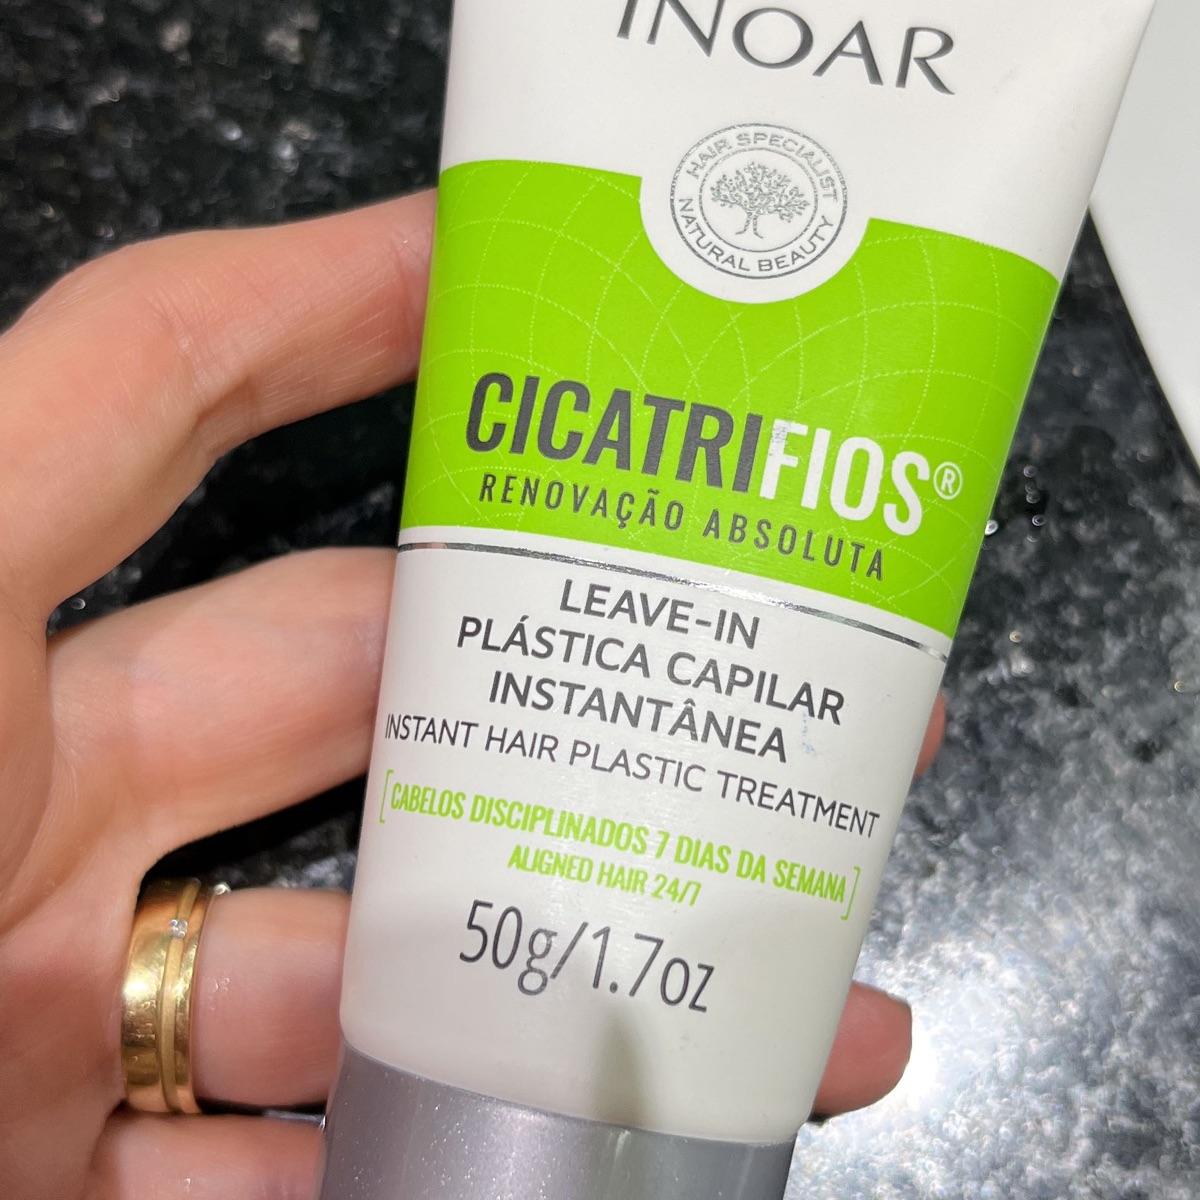 INOAR
HAIR SPECIALIST
NATURAL BEAUTY
CICATRIFIOS®
RENOVAÇÃO ABSOLUTA
LEAVE-IN
PLÁSTICA CAPILAR
INSTANTÂNEA
INSTANT HAIR PLASTIC TREATMENT
[CABELOS DISCIPLINADOS 7 DIAS DA SEMANA
ALIGNED HAIR 24/7]
50g/1.7oz